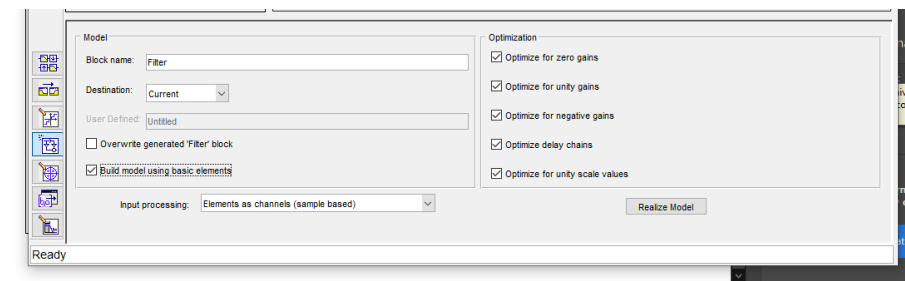 Model
Block name: Filter
Destination: Current
User Defined: Untitled
Overwrite generated 'Filter' block
Build model using basic elements
Input processing: Elements as channels (sample based)
Optimization
Optimize for zero gains
Optimize for unity gains
Optimize for negative gains
Optimize delay chains
Optimize for unity scale values
Realize Model
Ready